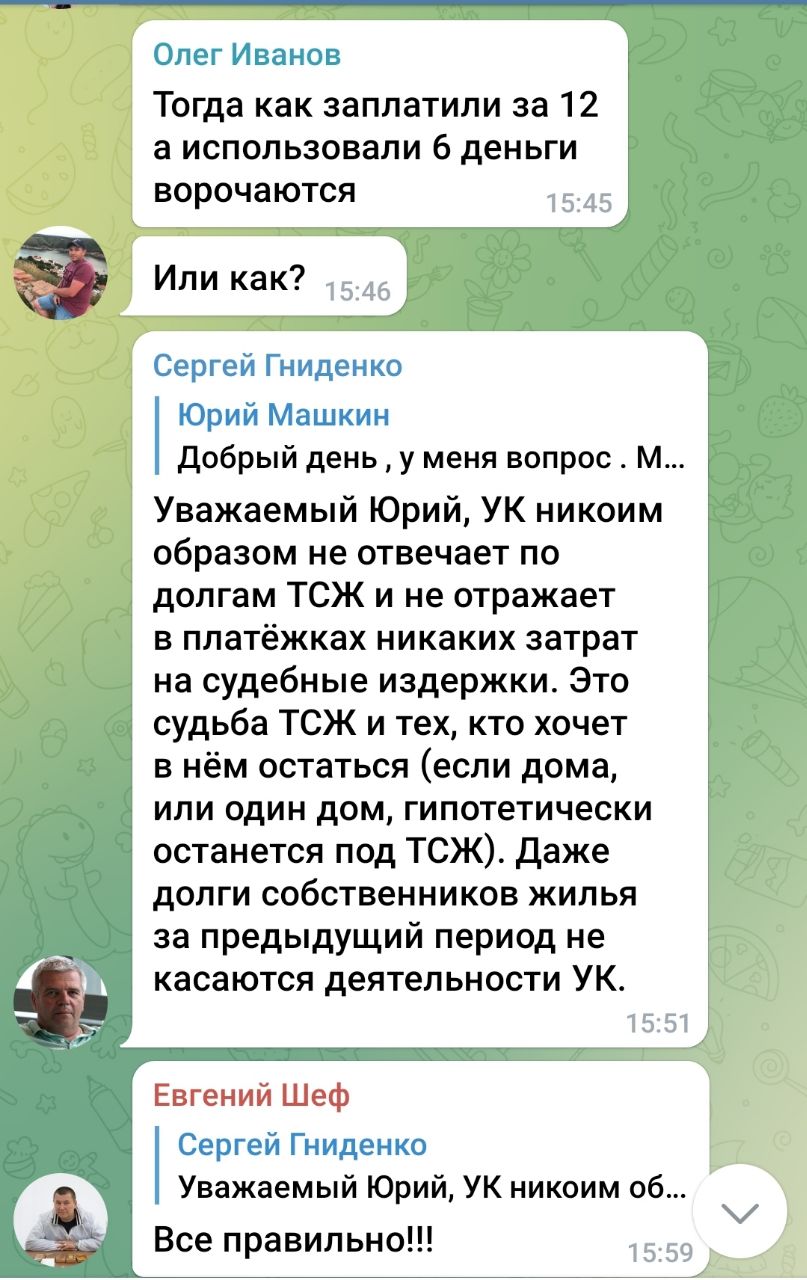 Олег Иванов
Тогда как заплатили за 12
а использовали 6 деньги
ворочаются
15:45
Или как?
15:46
Сергей Гниденко
Юрий Машкин
Добрый день , у меня вопрос . М...
Уважаемый Юрий, УК никоим
образом не отвечает по
долгам ТСЖ и не отражает
в платёжках никаких затрат
на судебные издержки. Это
судьба ТСЖ и тех, кто хочет
в нём остаться (если дома,
или один дом, гипотетически
останется под ТСЖ). Даже
долги собственников жилья
за предыдущий период не
касаются деятельности УК.
15:51
Евгений Шеф
Сергей Гниденко
Уважаемый Юрий, УК никоим об...
Все правильно!!!
15:59